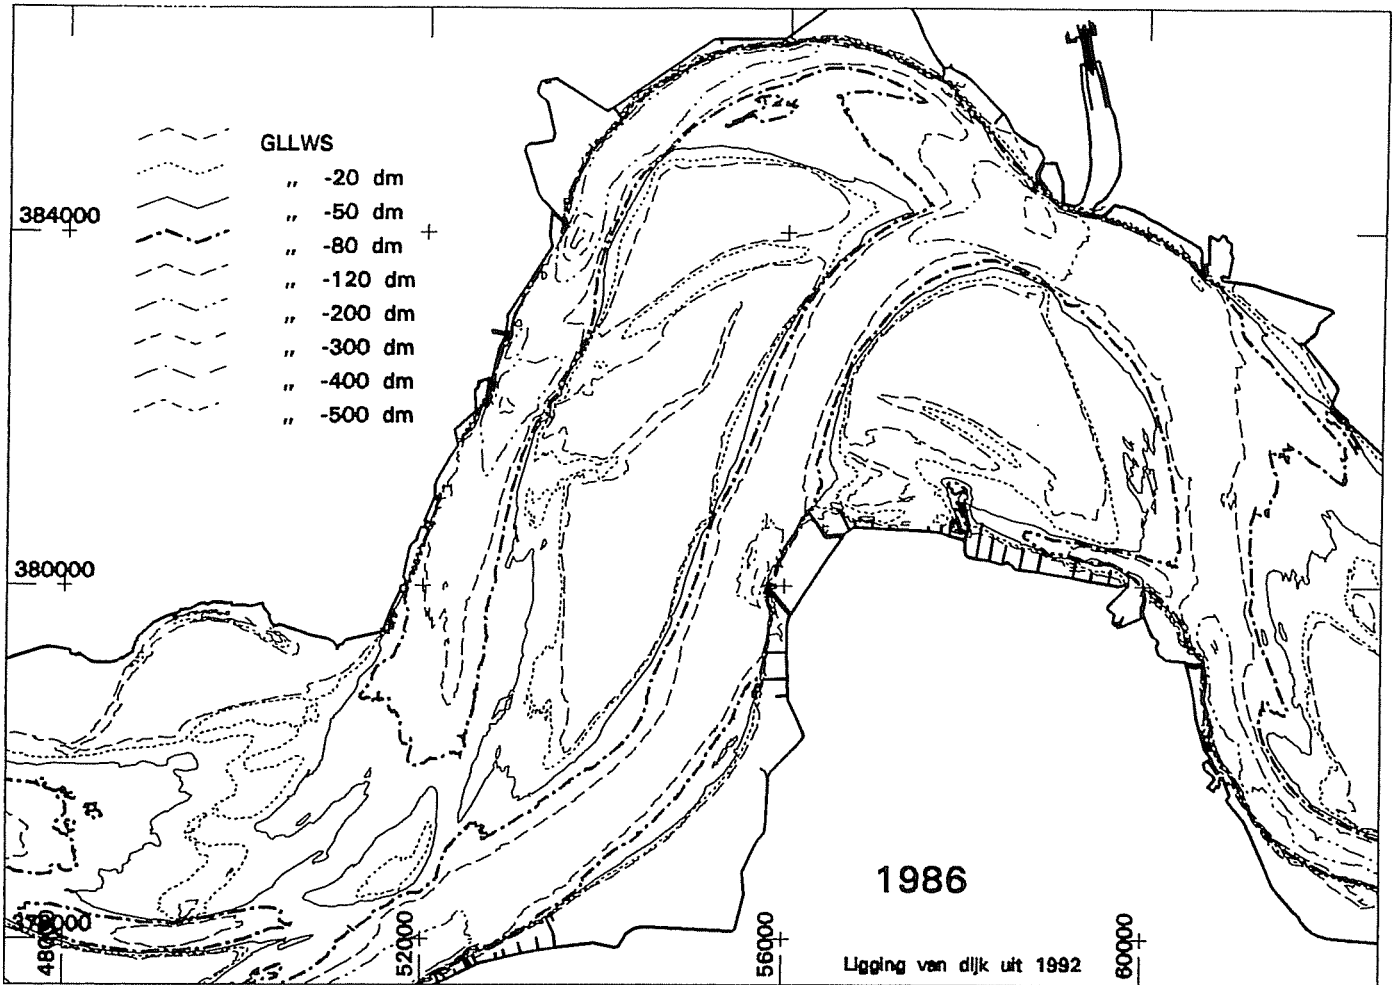 GLLWS
„ -20 dm
„ -50 dm
384000
„ -80 dm
„ -120 dm
„ -200 dm
„ -300 dm
„ -400 dm
„ -500 dm
380000
1986
52000
56000
60000
Ligging van dijk uit 1992